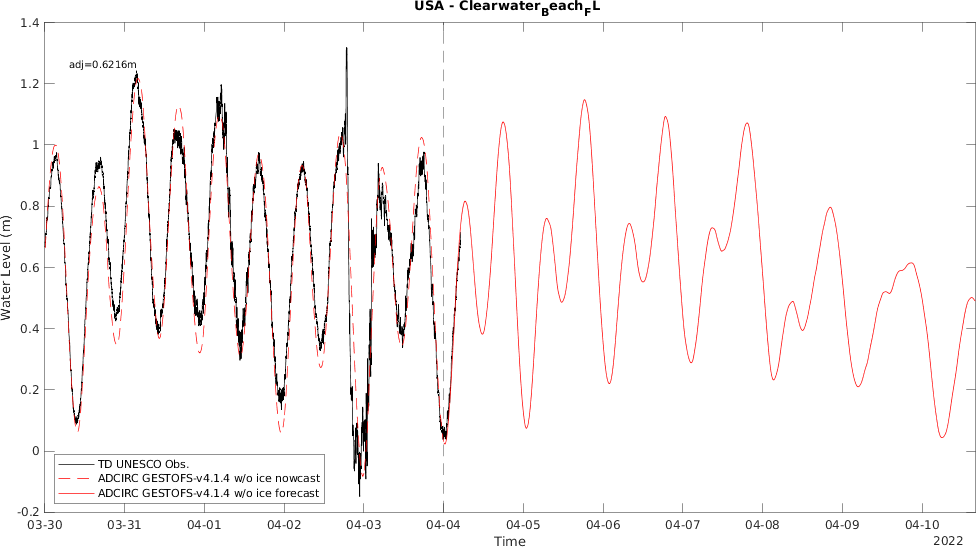 USA - Clearwater_Beach_FL
adj=0.6216m
1.4
1.2
1
0.8
0.6
0.4
0.2
0
-0.2
Water Level (m)
TD UNESCO Obs.
ADCIRC GESTOFS-v4.1.4 w/o ice nowcast
ADCIRC GESTOFS-v4.1.4 w/o ice forecast
03-30 03-31 04-01 04-02 04-03 04-04 04-05 04-06 04-07 04-08 04-09 04-10
Time
2022